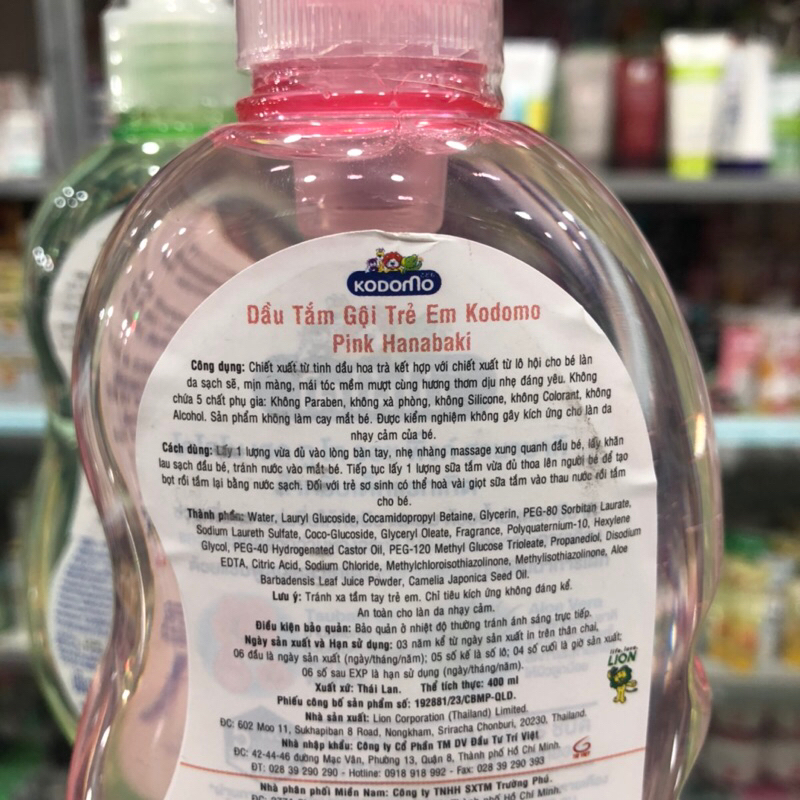 KODOMO
Dầu Tắm Gội Trẻ Em Kodomo
Pink Hanabaki
Công dụng: Chiết xuất từ tinh dầu hoa trà kết hợp với chiết xuất từ lô hội cho bé làn
da sạch sẽ, mịn màng, mái tóc mềm mượt cùng hương thơm dịu nhẹ đáng yêu. Không
chứa 5 chất phụ gia: Không Paraben, không xà phòng, không Silicone, không Colorant, không
Alcohol. Sản phẩm không làm cay mắt bé. Được kiểm nghiệm không gây kích ứng cho làn da
nhạy cảm của bé.
Cách dùng: Lấy 1 lượng vừa đủ vào lòng bàn tay, nhẹ nhàng massage xung quanh đầu bé, lấy khăn
lau sạch đầu bé, tránh nước vào mắt bé. Tiếp tục lấy 1 lượng sữa tắm vừa đủ thoa lên người bé để tạo
bọt rồi tắm lại bằng nước sạch. Đối với trẻ sơ sinh có thể hoà vài giọt sữa tắm vào thau nước rồi tắm
cho bé.
Thành phần: Water, Lauryl Glucoside, Cocamidopropyl Betaine, Glycerin, PEG-80 Sorbitan Laurate,
Sodium Laureth Sulfate, Coco-Glucoside, Glyceryl Oleate, Fragrance, Polyquaternium-10, Hexylene
Glycol, PEG-40 Hydrogenated Castor Oil, PEG-120 Methyl Glucose Trioleate, Propanediol, Disodium
EDTA, Citric Acid, Sodium Chloride, Methylchloroisothiazolinone, Methylisothiazolinone, Aloe
Barbadensis Leaf Juice Powder, Camelia Japonica Seed Oil.
Lưu ý: Tránh xa tầm tay trẻ em. Chỉ tiêu kích ứng không đáng kể.
An toàn cho làn da nhạy cảm.
Điều kiện bảo quản: Bảo quản ở nhiệt độ thường tránh ánh sáng trực tiếp.
Ngày sản xuất và Hạn sử dụng: 03 năm kể từ ngày sản xuất in trên thân chai,
06 đầu là ngày sản xuất (ngày/tháng/năm); 05 số kế là số lô; 04 số cuối là giờ sản xuất;
06 số sau EXP là hạn sử dụng (ngày/tháng/năm).
Xuất xứ: Thái Lan. Thể tích thực: 400 ml
Phiếu công bố sản phẩm số: 192881/23/CBMP-QLD.
Nhà sản xuất: Lion Corporation (Thailand) Limited.
ĐC: 602 Moo 11, Sukhapiban 8 Road, Nongkham, Sriracha Chonburi, 20230, Thailand.
Nhà nhập khẩu: Công ty Cổ Phần TM DV Đầu Tư Trí Việt
ĐC: 42-44-46 đường Mạc Vân, Phường 13, Quận 8, Thành phố Hồ Chí Minh.
ĐT: 028 39 290 290 - Hotline: 0918 918 992 - Fax: 028 39 290 393
Nhà phân phối Miền Nam: Công ty TNHH SXTM Trường Phú.
life. love.
LION